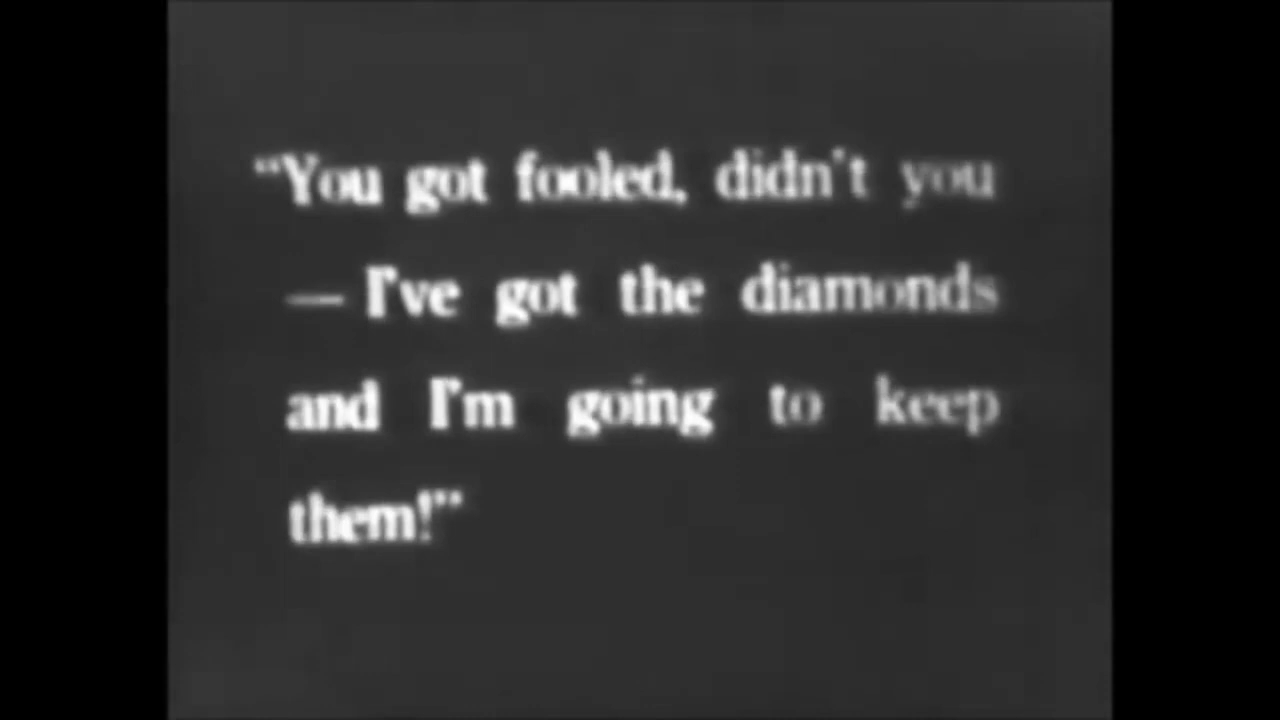 “You got fooled, didn't you
— I've got the diamonds
and I'm going to keep
them!”